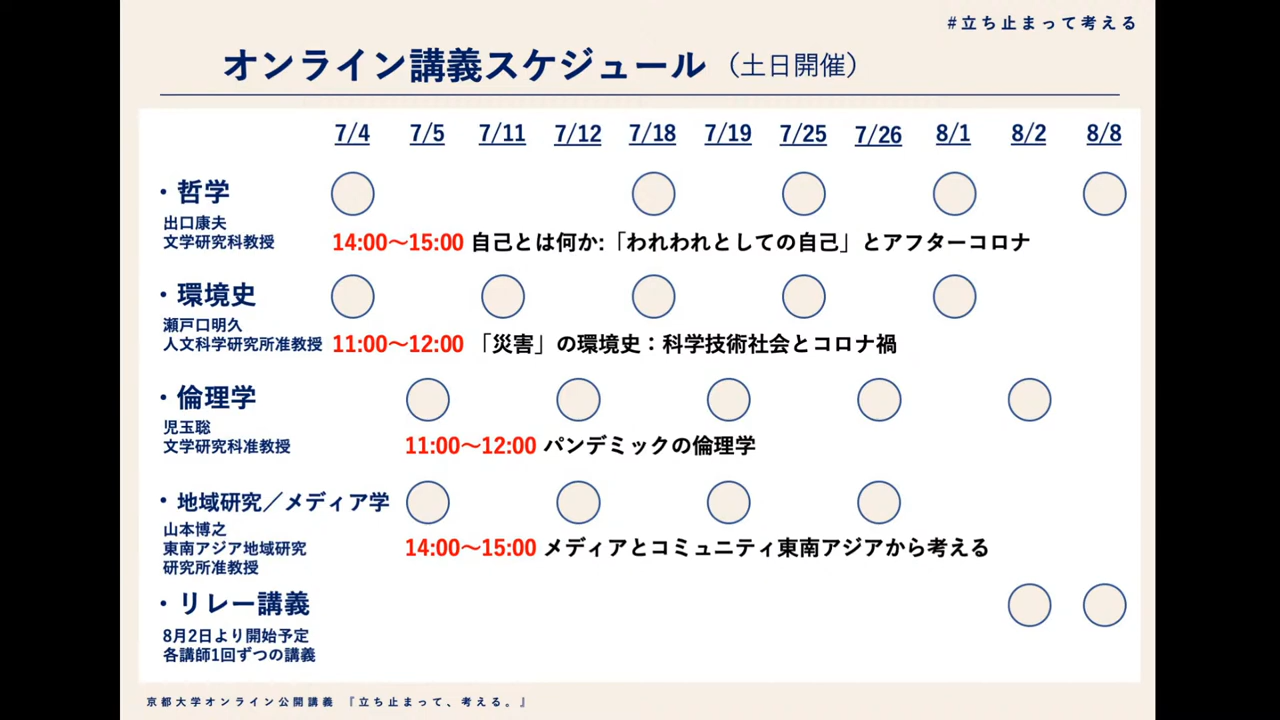 #立ち止まって考える
オンライン講義スケジュール（土日開催）
7/4 7/5 7/11 7/12 7/18 7/19 7/25 7/26 8/1 8/2 8/8
・哲学
出口康夫
文学研究科教授
14:00～15:00 自己とは何か:「われわれとしての自己」とアフターコロナ
・環境史
瀬戸口明久
人文科学研究所准教授
11:00～12:00 「災害」の環境史：科学技術社会とコロナ禍
・倫理学
児玉聡
文学研究科准教授
11:00～12:00 パンデミックの倫理学
・地域研究／メディア学
山本博之
東南アジア地域研究
研究所准教授
14:00～15:00 メディアとコミュニティ東南アジアから考える
・リレー講義
8月2日より開始予定
各講師1回ずつの講義
京都大学オンライン公開講義 『立ち止まって、考える。』